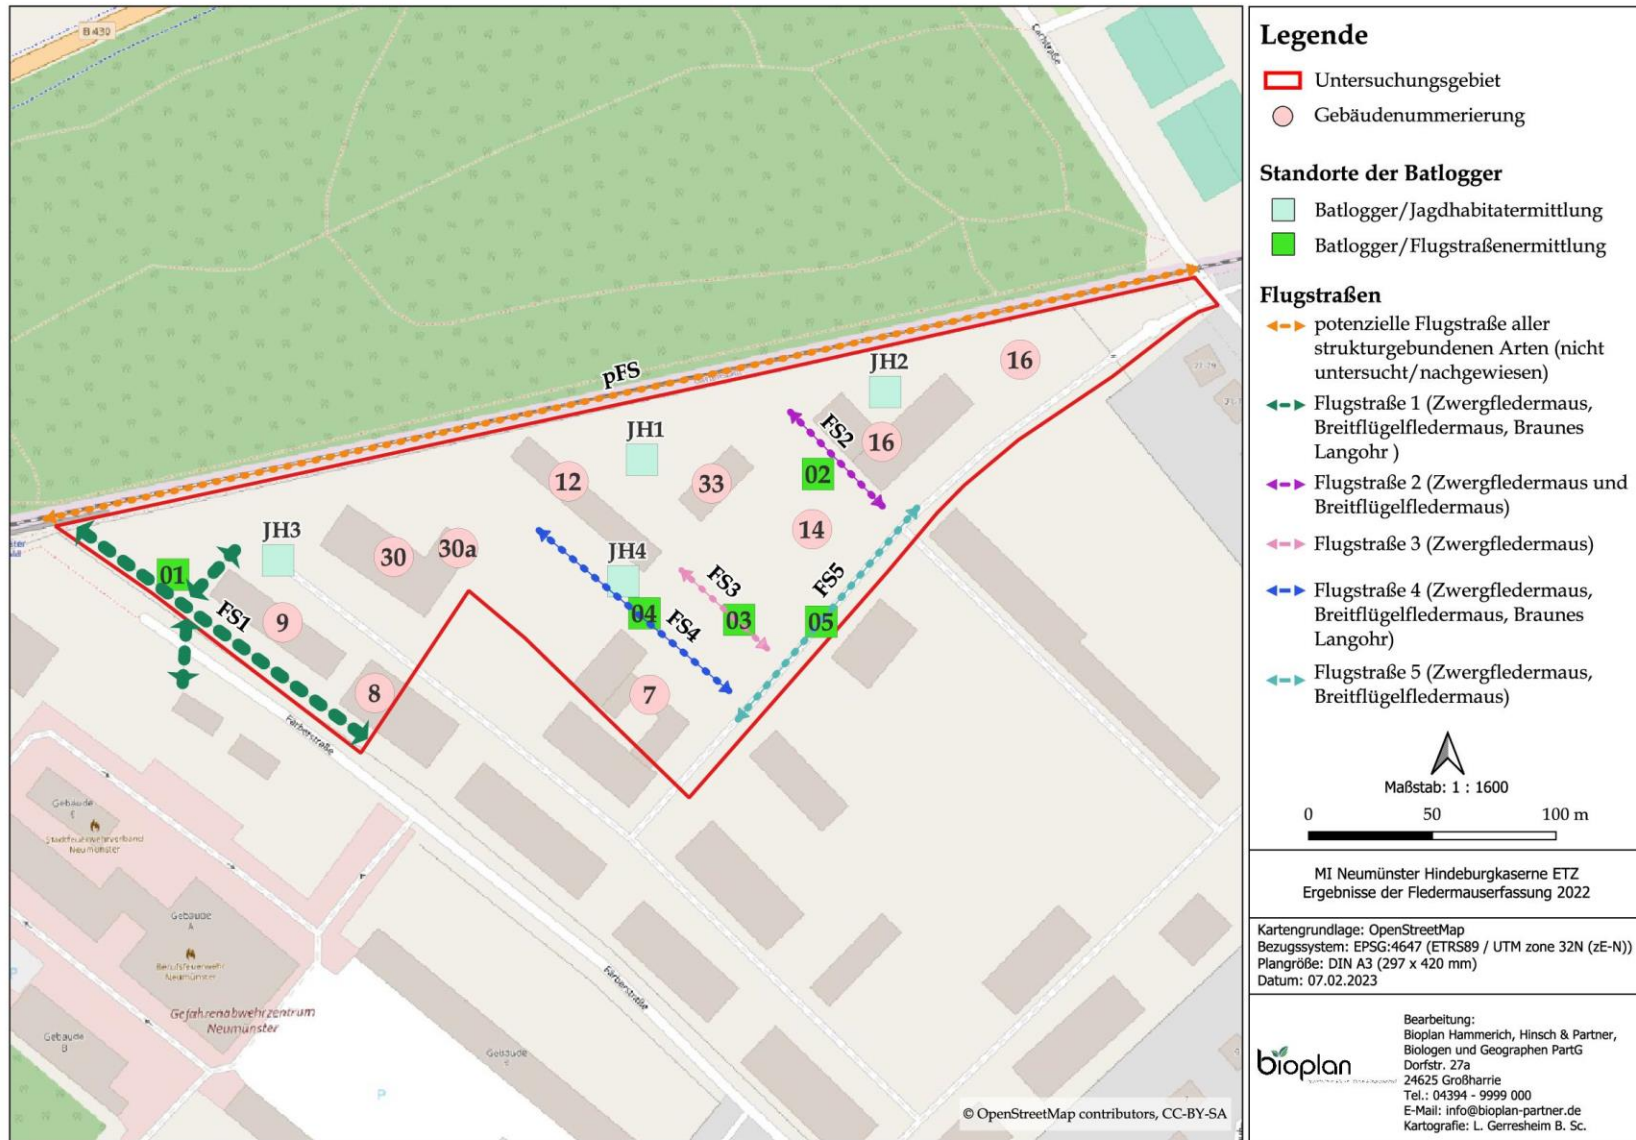 B 430
Carlstraße
pFS
JH2
16
JH1
FS2
16
12
33
02
14
JH3
30
30a
JH4
01
FS1
9
FS3
FS5
04
03
05
FS4
8
7
Färberstraße
Gebäude
E
Stadtfeuerwehrverband
Neumünster
Gebäude
A
Berufsfeuerwehr
Neumünster
Färberstraße
Gefahrenabwehrzentrum
Neumünster
Gebäude
B
Gebäude
P
© OpenStreetMap contributors, CC-BY-SA
Legende
Untersuchungsgebiet
Gebäudenummerierung
Standorte der Batlogger
Batlogger/Jagdhabitatermittlung
Batlogger/Flugstraßenermittlung
Flugstraßen
potenzielle Flugstraße aller
strukturgebundenen Arten (nicht
untersucht/nachgewiesen)
Flugstraße 1 (Zwergfledermaus,
Breitflügelfledermaus, Braunes
Langohr )
Flugstraße 2 (Zwergfledermaus und
Breitflügelfledermaus)
Flugstraße 3 (Zwergfledermaus)
Flugstraße 4 (Zwergfledermaus,
Breitflügelfledermaus, Braunes
Langohr)
Flugstraße 5 (Zwergfledermaus,
Breitflügelfledermaus)
Maßstab: 1 : 1600
0 50 100 m
MI Neumünster Hindeburgkaserne ETZ
Ergebnisse der Fledermauserfassung 2022
Kartengrundlage: OpenStreetMap
Bezugssystem: EPSG:4647 (ETRS89 / UTM zone 32N (zE-N))
Plangröße: DIN A3 (297 x 420 mm)
Datum: 07.02.2023
bioplan
Bearbeitung:
Bioplan Hammerich, Hinsch & Partner,
Biologen und Geographen PartG
Dorfstr. 27a
24625 Großharrie
Tel.: 04394 - 9999 000
E-Mail: info@bioplan-partner.de
Kartografie: L. Gerresheim B. Sc.